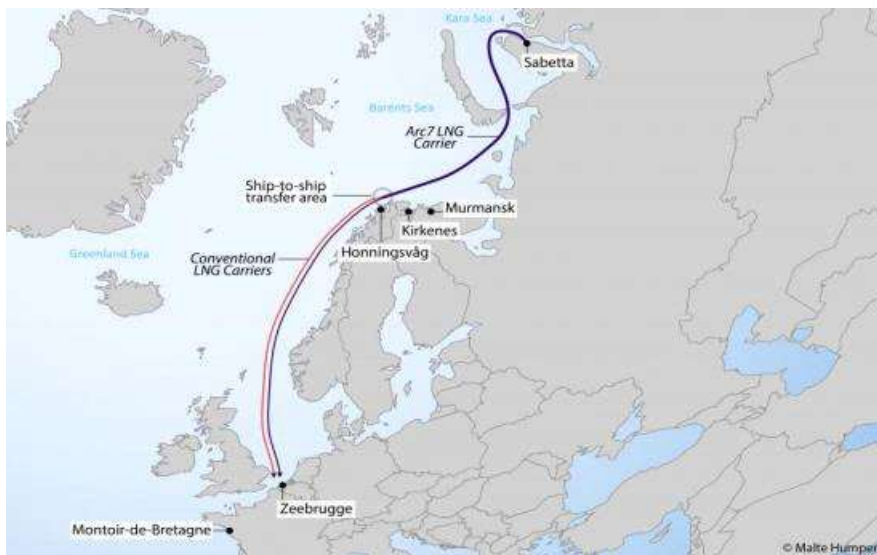 Kara Sea
Sabetta
Barents Sea
Arc7 LNG
Carrier
Ship-to-ship
transfer area
Murmansk
Kirkenes
Honningsvåg
Greenland Sea
Conventional
LNG Carriers
Zeebrugge
Montoir-de-Bretagne
© Malte Humper